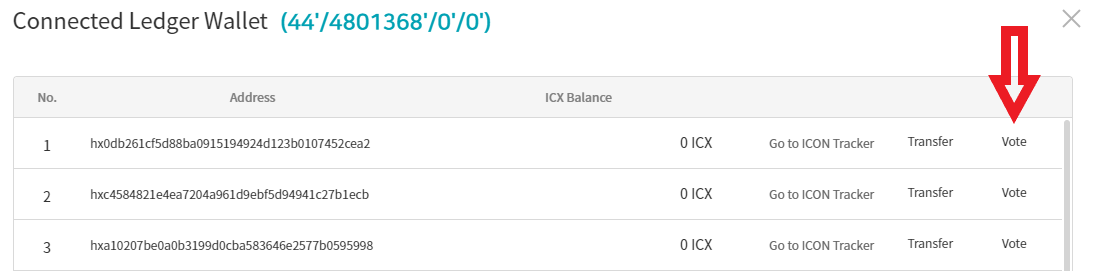 Connected Ledger Wallet (44'/4801368'/0'/0')
No. Address ICX Balance
1 hx0db261cf5d88ba0915194924d123b0107452cea2 0 ICX Go to ICON Tracker Transfer Vote
2 hxc4584821e4ea7204a961d9ebf5d94941c27b1ecb 0 ICX Go to ICON Tracker Transfer Vote
3 hxa10207be0a0b3199d0cba583646e2577b0595998 0 ICX Go to ICON Tracker Transfer Vote